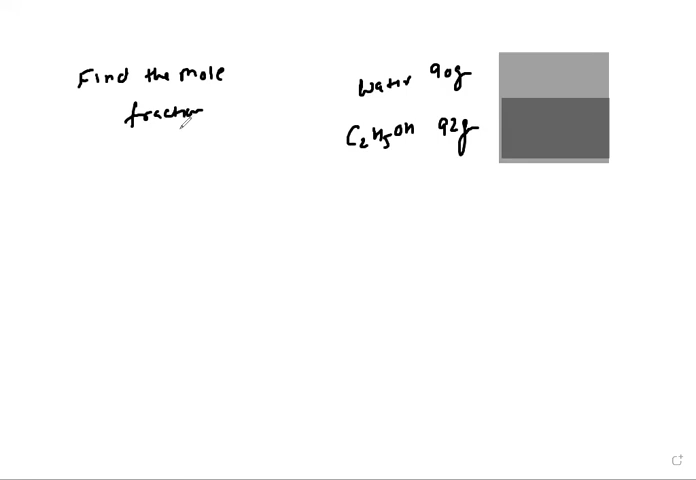 Find the mole
fraction
water 90g
C₂H₅OH 92g